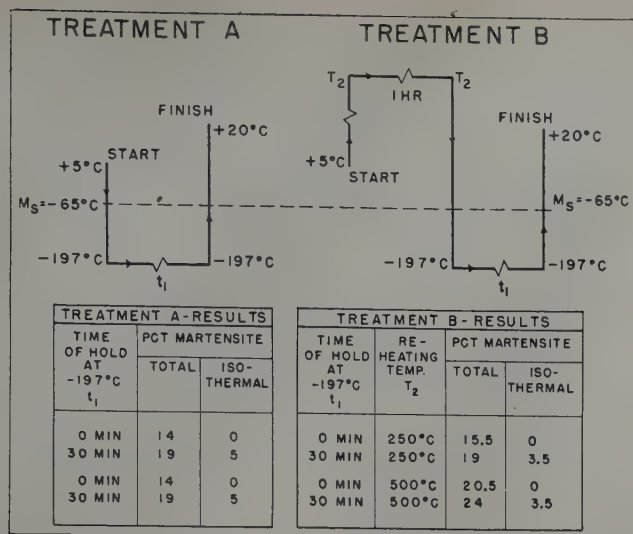 TREATMENT A
FINISH
+20°C
+5°C START
Ms=-65°C
-197°C
-197°C
t₁
TREATMENT B
T₂
T₂
1 HR
FINISH
+20°C
+5°C
START
Ms=-65°C
-197°C
-197°C
t₁
TREATMENT A-RESULTS
TIME OF HOLD AT -197°C t₁
PCT MARTENSITE
TOTAL
ISO-THERMAL
0 MIN 14 0
30 MIN 19 5
0 MIN 14 0
30 MIN 19 5
TREATMENT B-RESULTS
TIME OF HOLD AT -197°C t₁
RE-HEATING TEMP. T₂
PCT MARTENSITE
TOTAL
ISO-THERMAL
0 MIN 250°C 15.5 0
30 MIN 250°C 19 3.5
0 MIN 500°C 20.5 0
30 MIN 500°C 24 3.5